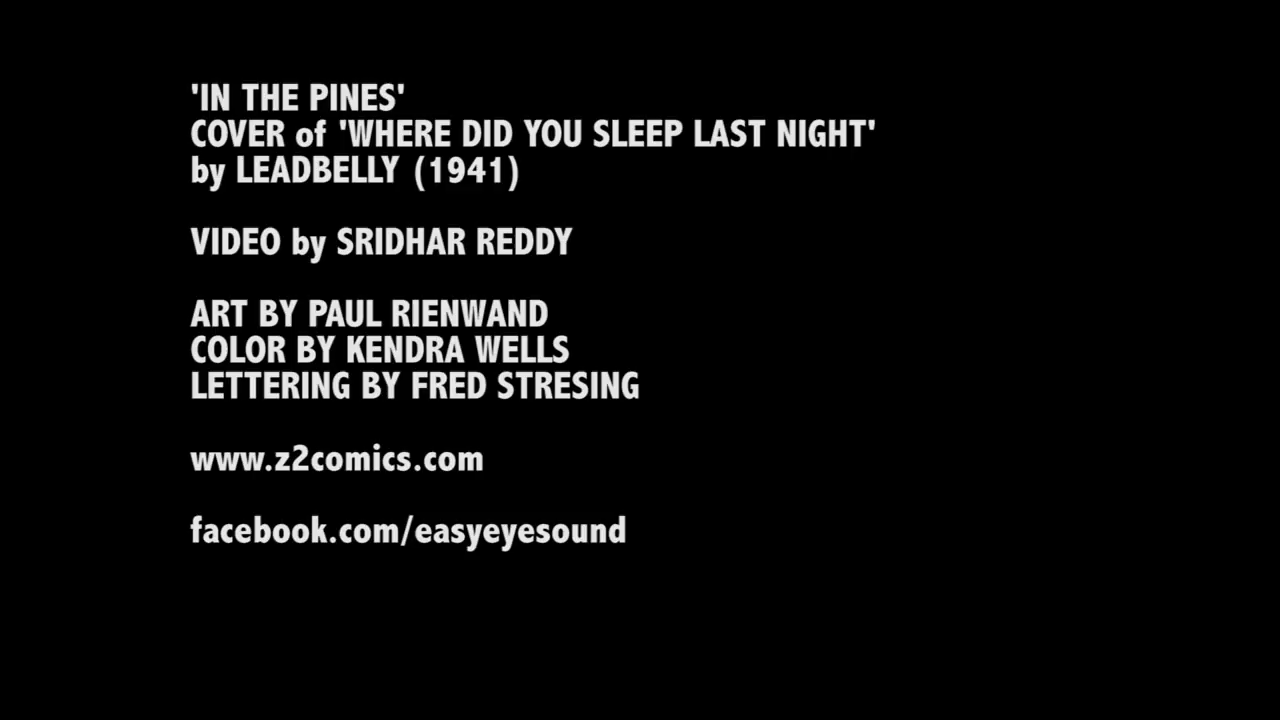 'IN THE PINES'
COVER of 'WHERE DID YOU SLEEP LAST NIGHT'
by LEADBELLY (1941)
VIDEO by SRIDHAR REDDY
ART BY PAUL RIENWAND
COLOR BY KENDRA WELLS
LETTERING BY FRED STRESING
www.z2comics.com
facebook.com/easyeyesound